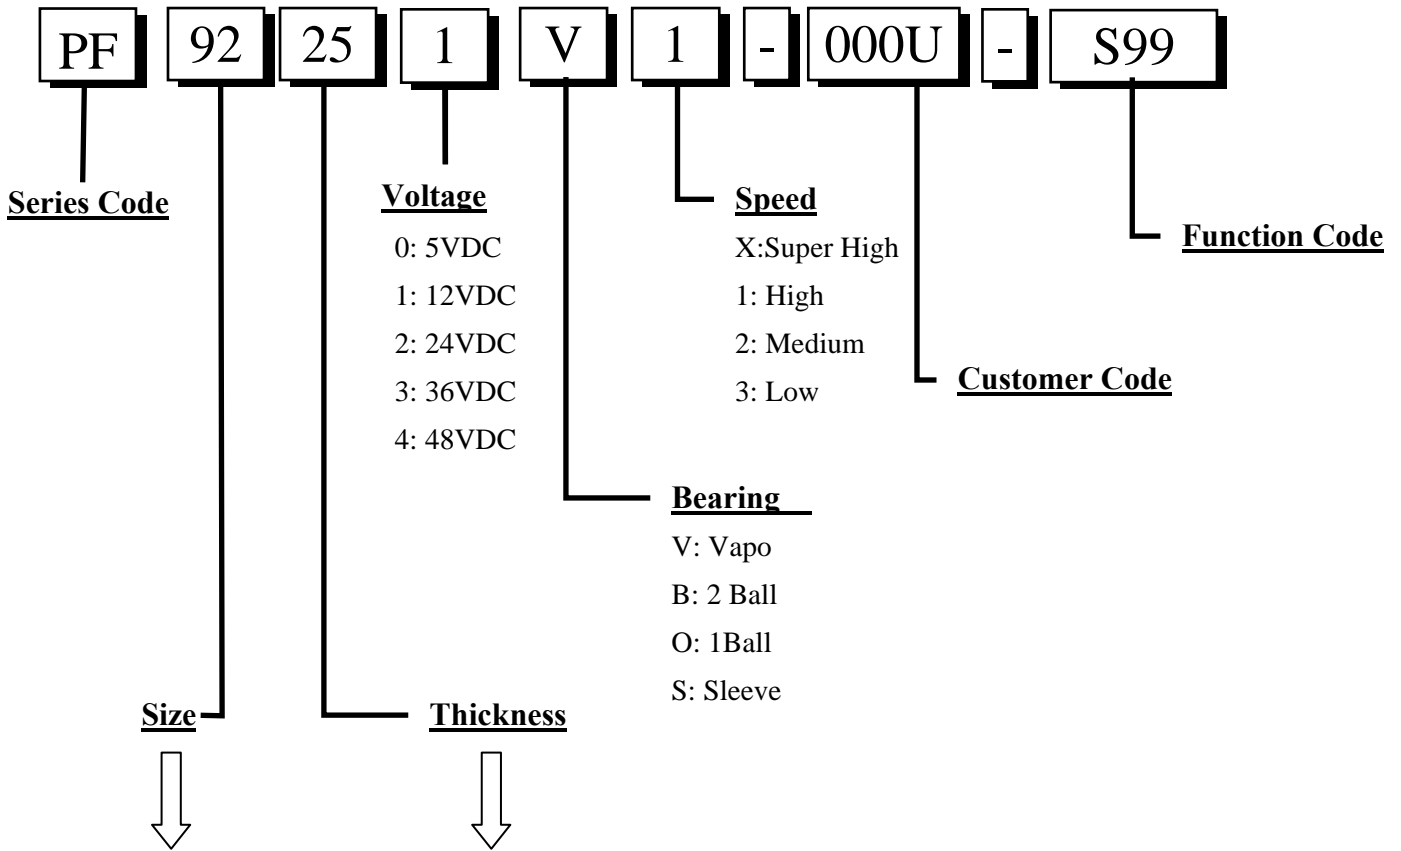 PF 92 25 1 V 1 - 000U - S99
Series Code
Voltage
0: 5VDC
1: 12VDC
2: 24VDC
3: 36VDC
4: 48VDC
Speed
X:Super High
1: High
2: Medium
3: Low
Function Code
Customer Code
Bearing
V: Vapo
B: 2 Ball
O: 1Ball
S: Sleeve
Size
Thickness